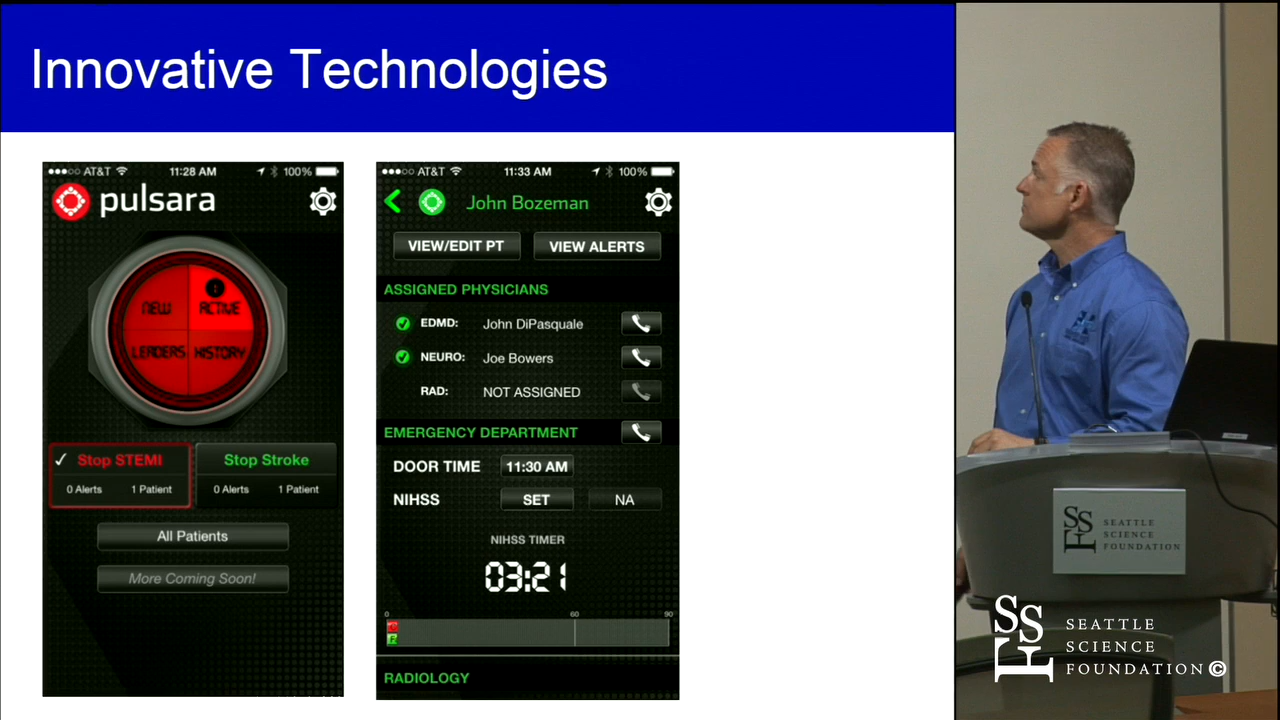 Innovative Technologies
AT&T 11:28 AM 100%
pulsara
NEW ACTIVE
LEADERS HISTORY
✓ Stop STEMI Stop Stroke
0 Alerts 1 Patient 0 Alerts 1 Patient
All Patients
More Coming Soon!
AT&T 11:33 AM 100%
John Bozeman
VIEW/EDIT PT VIEW ALERTS
ASSIGNED PHYSICIANS
EDMD: John DiPasquale
NEURO: Joe Bowers
RAD: NOT ASSIGNED
EMERGENCY DEPARTMENT
DOOR TIME 11:30 AM
NIHSS SET NA
NIHSS TIMER
03:21
0 60 90
RADIOLOGY
SSF
SEATTLE
SCIENCE
FOUNDATION
SSF
SEATTLE
SCIENCE
FOUNDATION©